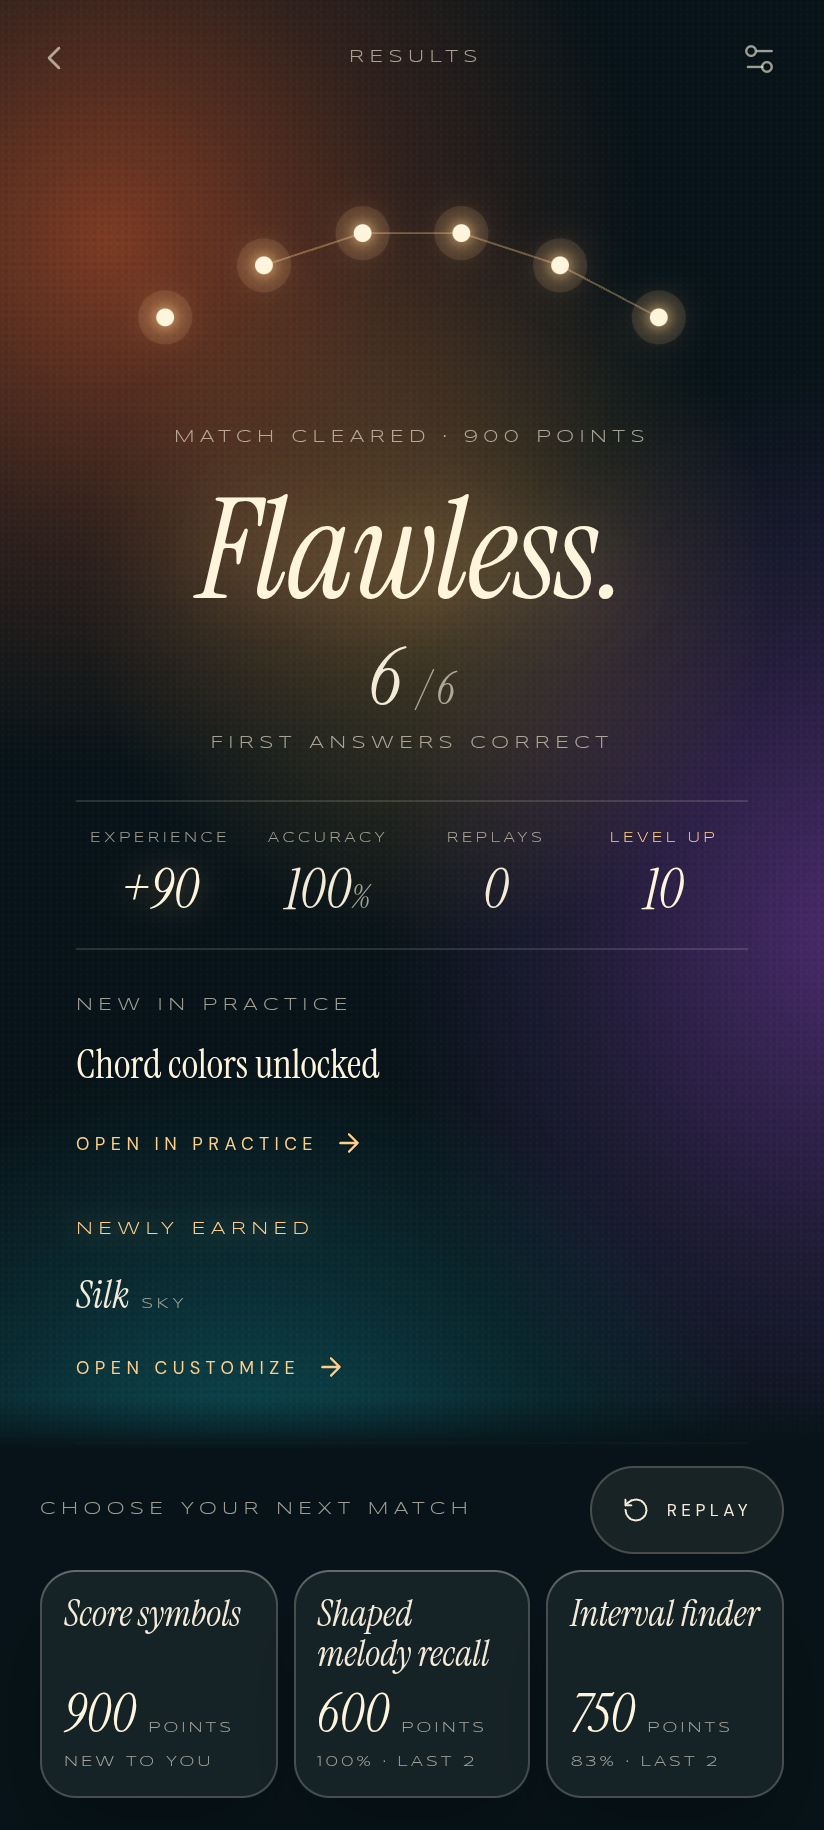 RESULTS
MATCH CLEARED · 900 POINTS
Flawless.
6 / 6
FIRST ANSWERS CORRECT
EXPERIENCE ACCURACY REPLAYS LEVEL UP
+90 100% 0 10
NEW IN PRACTICE
Chord colors unlocked
OPEN IN PRACTICE
NEWLY EARNED
Silk SKY
OPEN CUSTOMIZE
CHOOSE YOUR NEXT MATCH
REPLAY
Score symbols
900 POINTS
NEW TO YOU
Shaped
melody recall
600 POINTS
100% · LAST 2
Interval finder
750 POINTS
83% · LAST 2